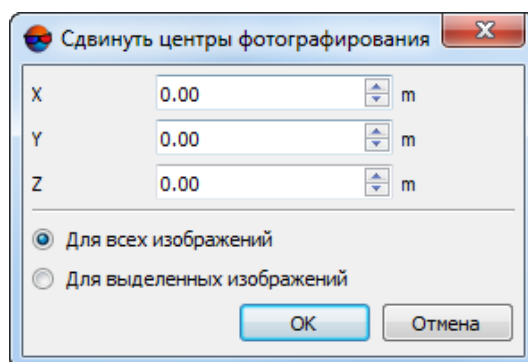 Сдвинуть центры фотографирования
X 0.00 m
Y 0.00 m
Z 0.00 m
Для всех изображений
Для выделенных изображений
OK Отмена